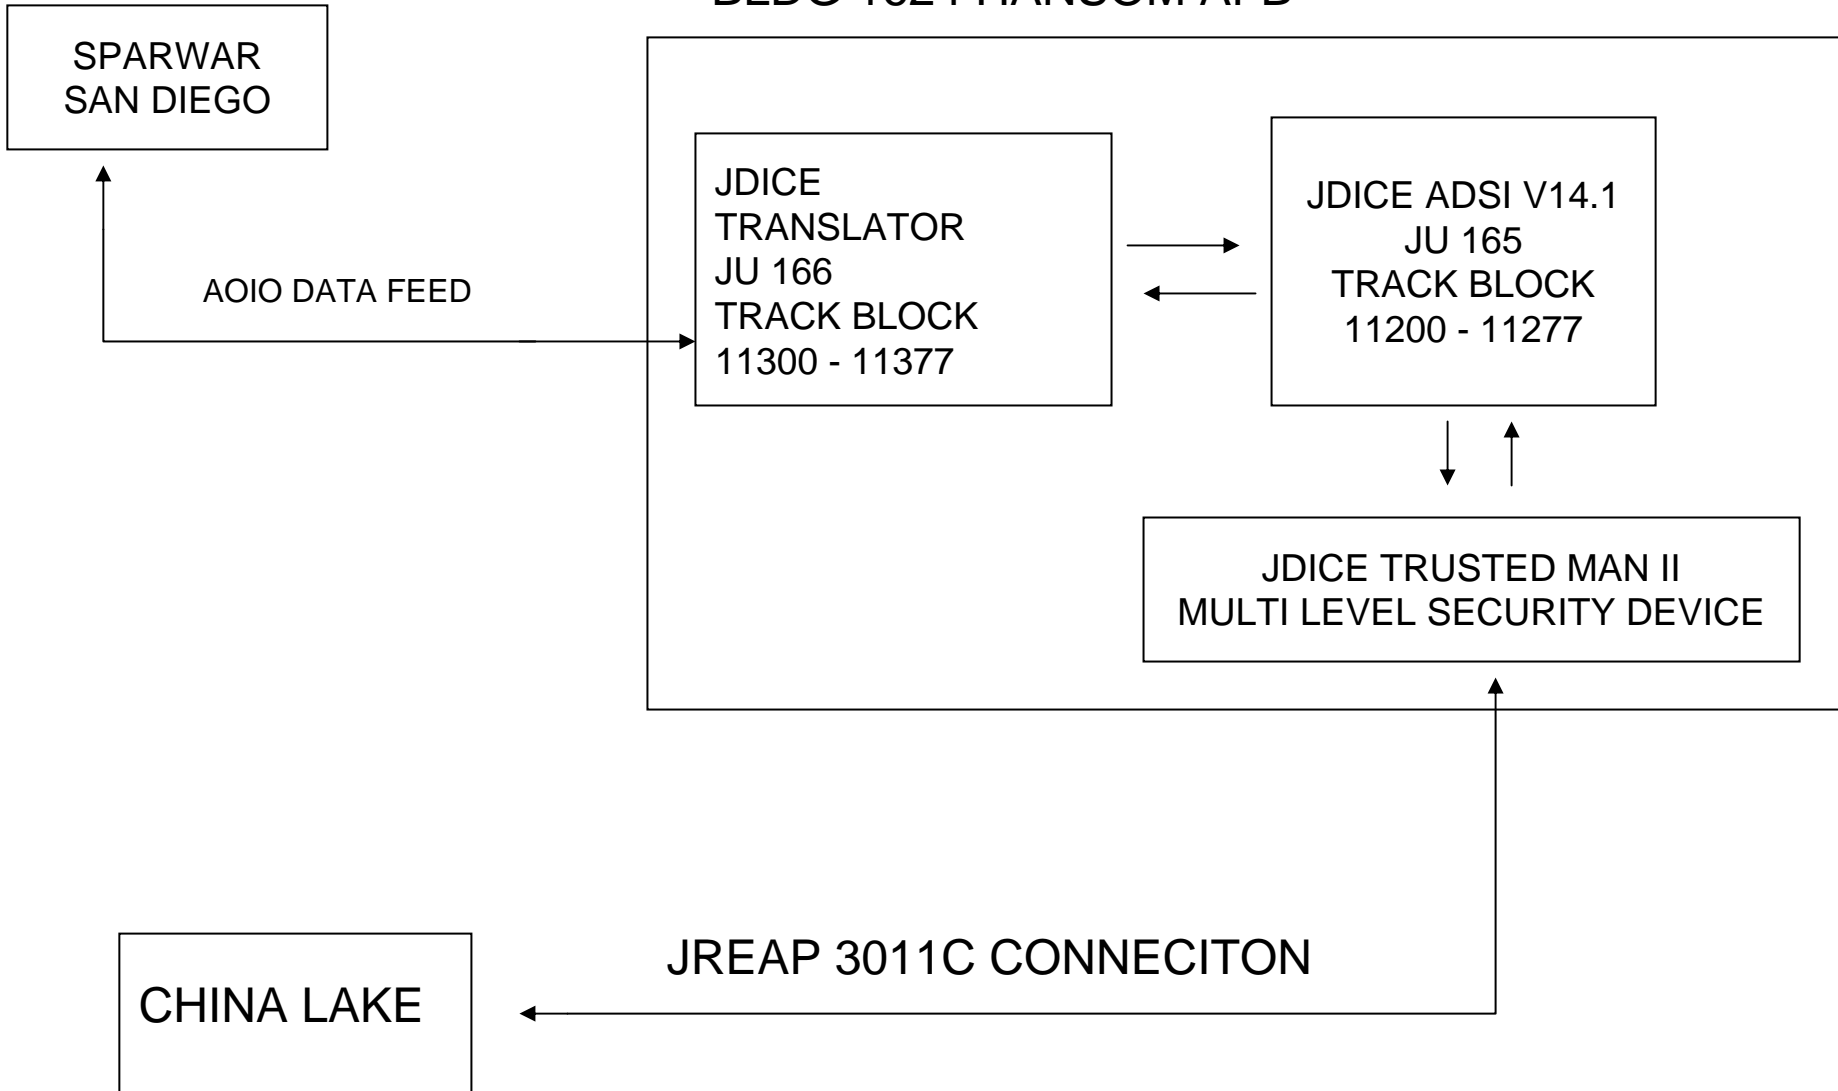 SPARWAR
SAN DIEGO
JDICE
TRANSLATOR
JU 166
TRACK BLOCK
11300 - 11377
JDICE ADSI V14.1
JU 165
TRACK BLOCK
11200 - 11277
AOIO DATA FEED
JDICE TRUSTED MAN II
MULTI LEVEL SECURITY DEVICE
JREAP 3011C CONNECITON
CHINA LAKE